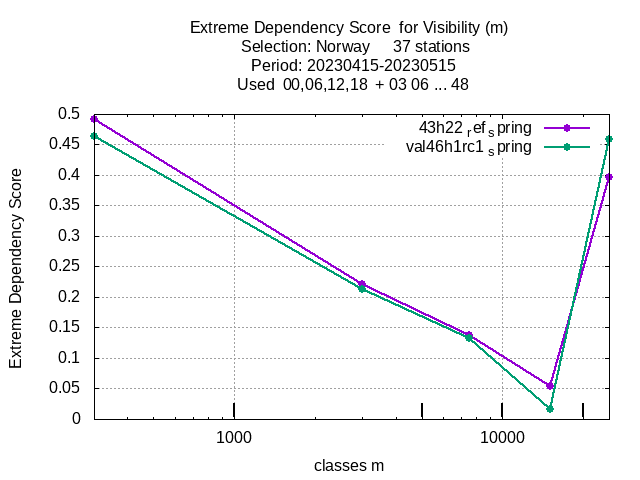 Extreme Dependency Score  for Visibility (m)
Selection: Norway     37 stations
Period: 20230415-20230515
Used  00,06,12,18  + 03 06 ... 48
43h22 refspring
val46h1rc1 spring
0.5
0.45
0.4
0.35
0.3
0.25
0.2
0.15
0.1
0.05
0
Extreme Dependency Score
1000
10000
classes m